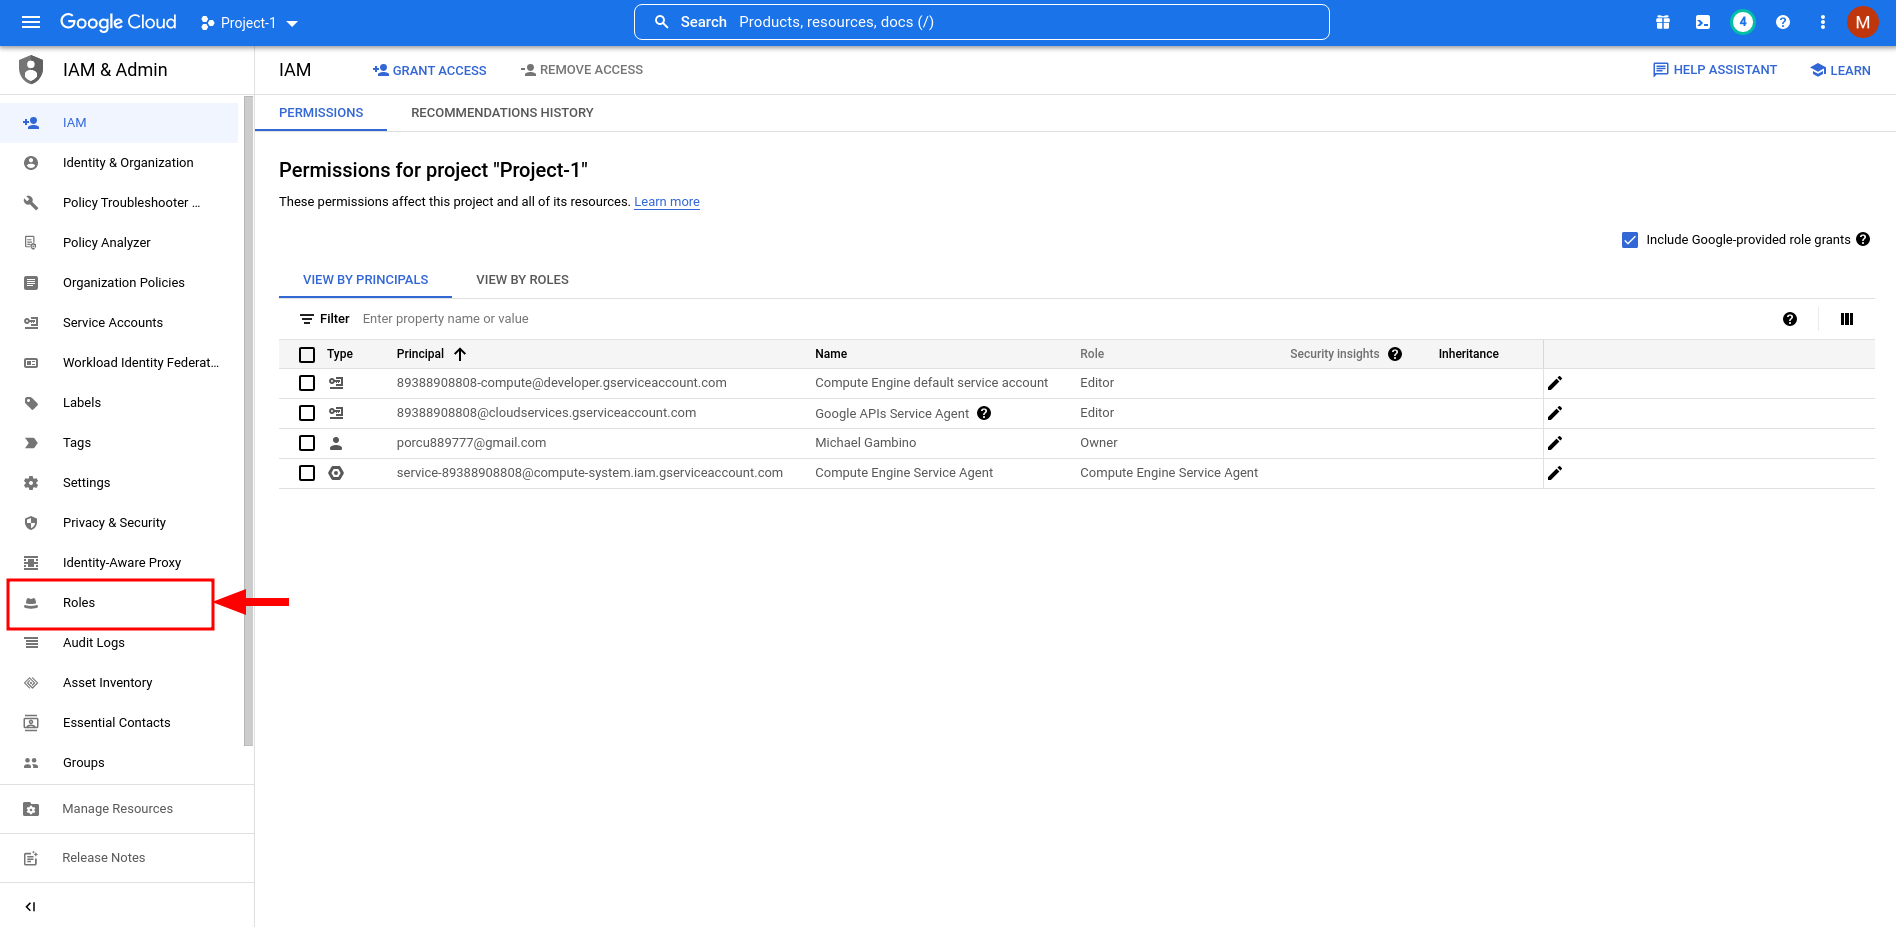 Google Cloud
Project-1
Search Products, resources, docs (/)
4
M
IAM & Admin
IAM
Identity & Organization
Policy Troubleshooter ...
Policy Analyzer
Organization Policies
Service Accounts
Workload Identity Federat...
Labels
Tags
Settings
Privacy & Security
Identity-Aware Proxy
Roles
Audit Logs
Asset Inventory
Essential Contacts
Groups
Manage Resources
Release Notes
IAM
GRANT ACCESS
REMOVE ACCESS
HELP ASSISTANT
LEARN
PERMISSIONS
RECOMMENDATIONS HISTORY
Permissions for project "Project-1"
These permissions affect this project and all of its resources. Learn more
Include Google-provided role grants
VIEW BY PRINCIPALS
VIEW BY ROLES
Filter Enter property name or value
Type Principal Name Role Security insights Inheritance
89388908808-compute@developer.gserviceaccount.com Compute Engine default service account Editor
89388908808@cloudservices.gserviceaccount.com Google APIs Service Agent Editor
porcu889777@gmail.com Michael Gambino Owner
service-89388908808@compute-system.iam.gserviceaccount.com Compute Engine Service Agent Compute Engine Service Agent